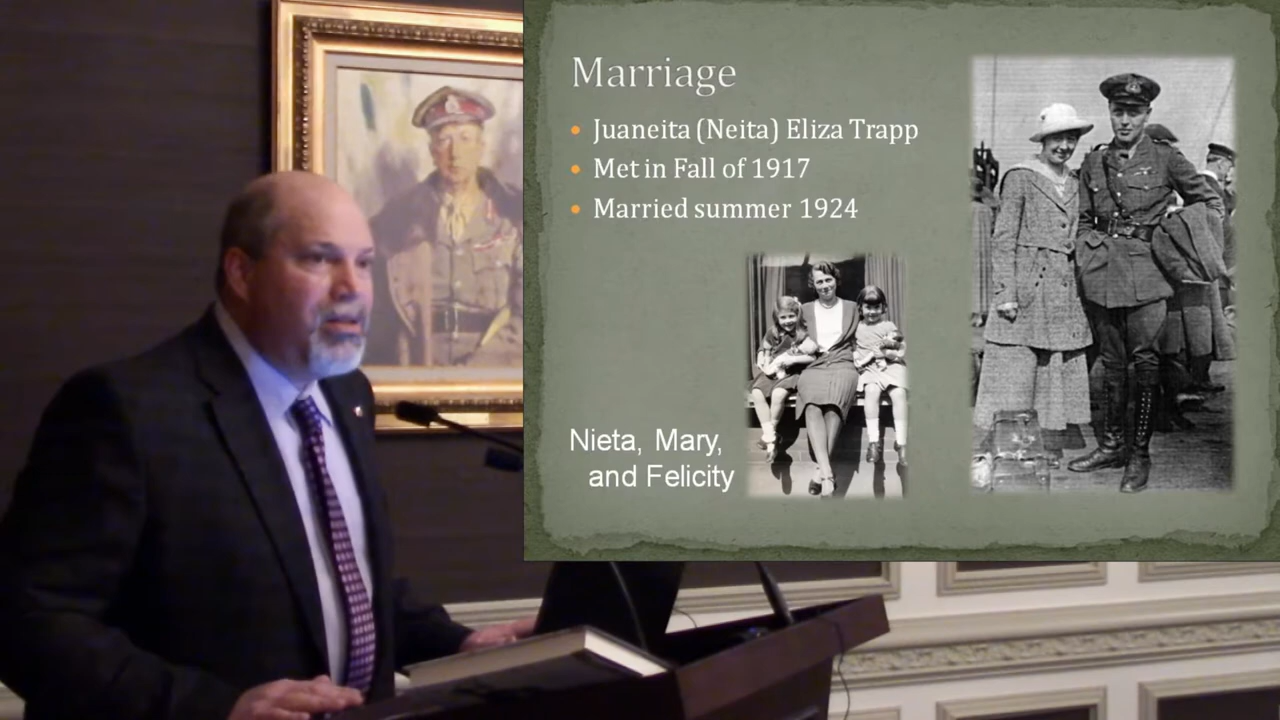 Marriage
Juaneita (Neita) Eliza Trapp
Met in Fall of 1917
Married summer 1924
Nieta, Mary,
and Felicity